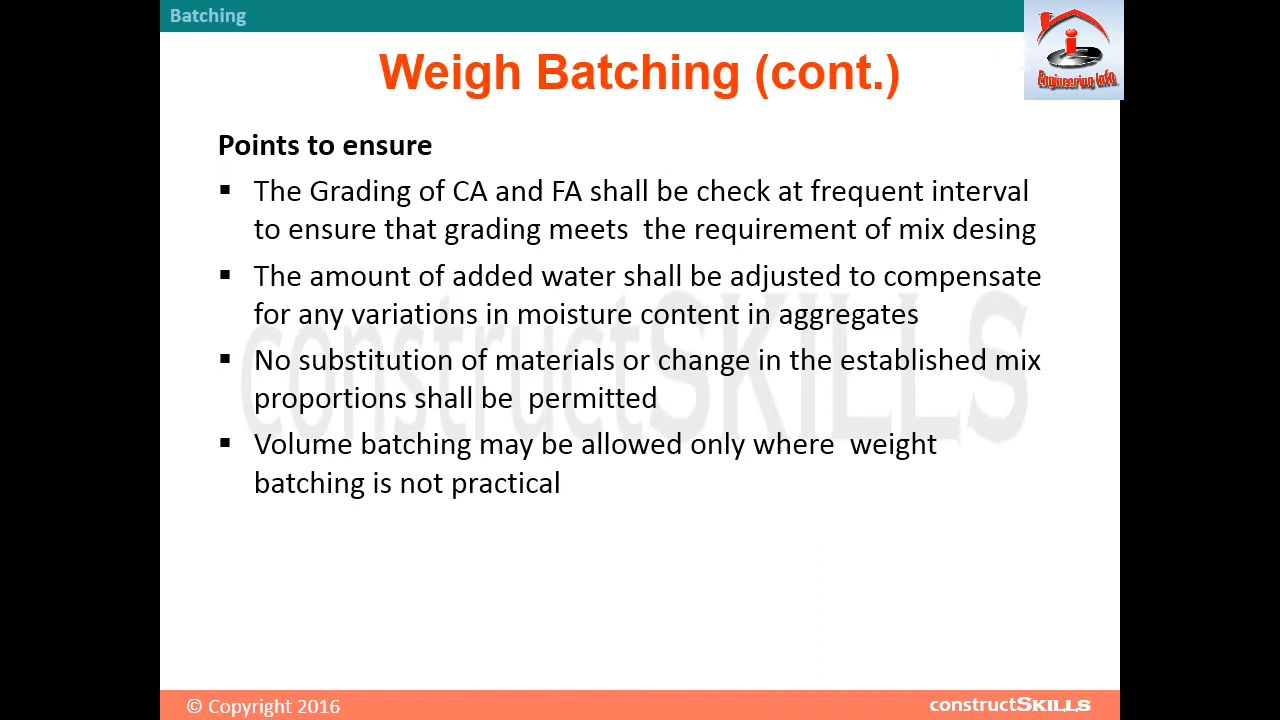 Batching
Weigh Batching (cont.)
Engineering Info.
Points to ensure
▪ The Grading of CA and FA shall be check at frequent interval
to ensure that grading meets  the requirement of mix desing
▪ The amount of added water shall be adjusted to compensate
for any variations in moisture content in aggregates
▪ No substitution of materials or change in the established mix
proportions shall be  permitted
▪ Volume batching may be allowed only where  weight
batching is not practical
constructSKILLS
© Copyright 2016
constructSKILLS